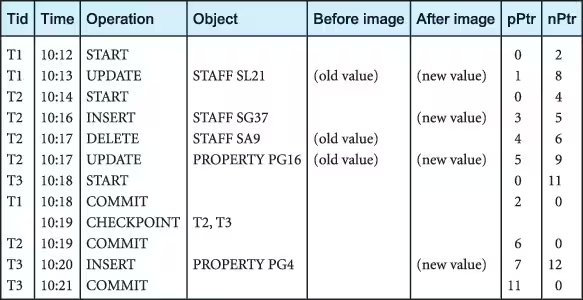 Tid Time Operation Object Before image After image pPtr nPtr
T1 10:12 START 0 2
T1 10:13 UPDATE STAFF SL21 (old value) (new value) 1 8
T2 10:14 START 0 4
T2 10:16 INSERT STAFF SG37 (new value) 3 5
T2 10:17 DELETE STAFF SA9 (old value) 4 6
T2 10:17 UPDATE PROPERTY PG16 (old value) (new value) 5 9
T3 10:18 START 0 11
T1 10:18 COMMIT 2 0
10:19 CHECKPOINT T2, T3
T2 10:19 COMMIT 6 0
T3 10:20 INSERT PROPERTY PG4 (new value) 7 12
T3 10:21 COMMIT 11 0